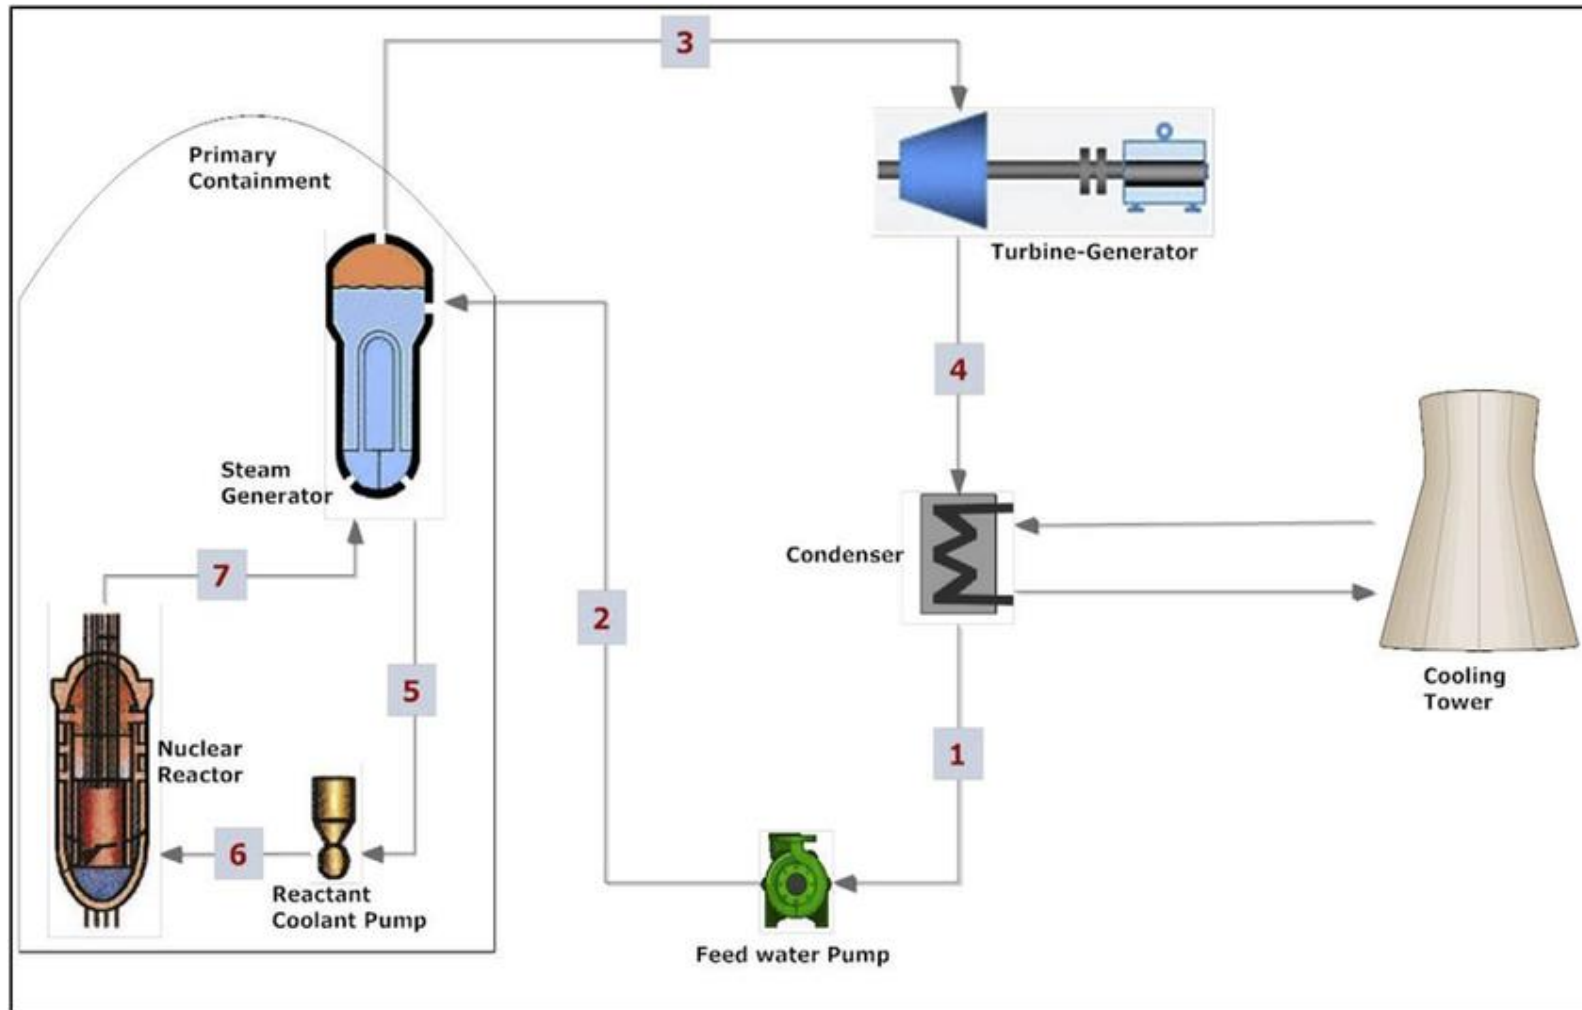 3
Primary
Containment
Turbine-Generator
4
Steam
Generator
Condenser
7
2
5
Cooling
Tower
1
Nuclear
Reactor
6
Reactant
Coolant Pump
Feed water Pump